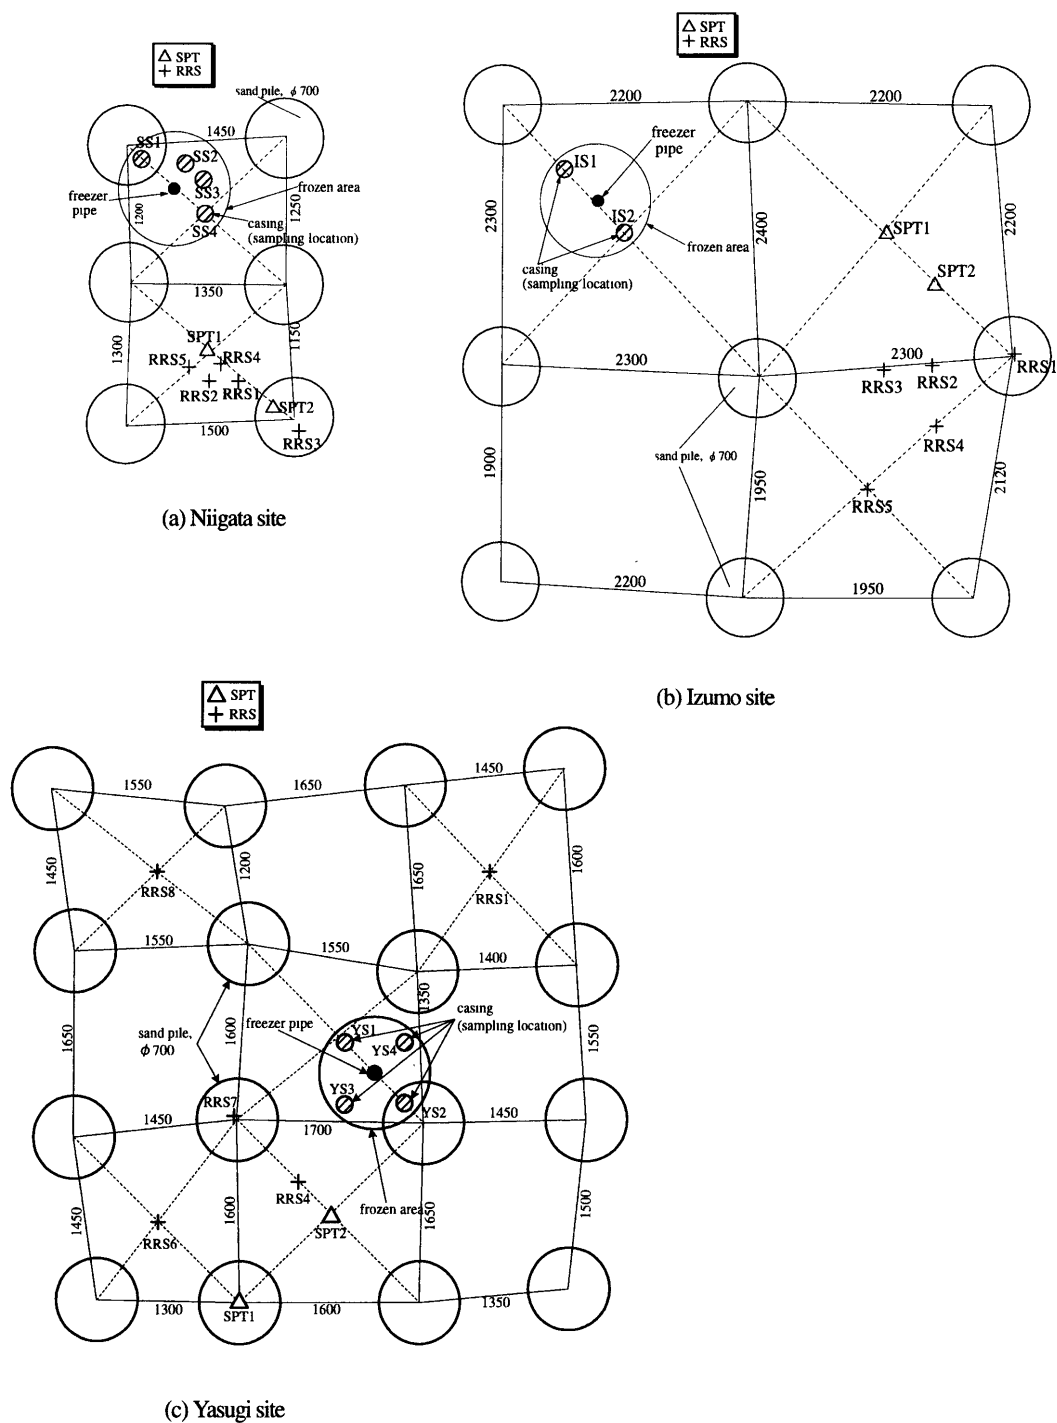 SPT
RRS
sand pile, ϕ 700
1450
SS1
SS2
SS3
SS4
freezer
pipe
frozen area
casing
(sampling location)
1200
1250
1350
1300
1150
SPT1
RRS5
RRS4
RRS2
RRS1
SPT2
1500
RRS3
(a) Niigata site
SPT
RRS
2200
2200
freezer
pipe
IS1
IS2
frozen area
casing
(sampling location)
2300
2400
2200
SPT1
SPT2
2300
2300
RRS1
RRS3
RRS2
RRS4
sand pile, ϕ 700
1900
1950
2120
RRS5
2200
1950
(b) Izumo site
SPT
RRS
1550
1650
1450
1450
1200
1650
1600
RRS8
RRS1
1550
1550
1400
1350
casing
(sampling location)
freezer pipe
YS1
YS4
sand pile,
ϕ 700
1650
1600
1550
YS3
YS2
RRS7
1450
1700
1450
RRS4
frozen area
SPT2
1450
RRS6
1600
1650
1500
SPT1
1300
1600
1350
(c) Yasugi site